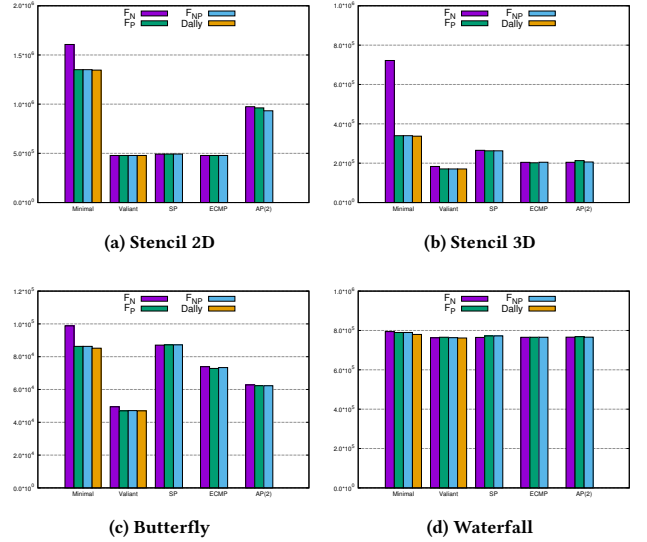 F_N F_NP
F_P Dally
2.0*10^6
1.5*10^6
1.0*10^6
5.0*10^5
0.0*10^0
Minimal Valiant SP ECMP AP(2)
(a) Stencil 2D
F_N F_NP
F_P Dally
1.0*10^6
8.0*10^5
6.0*10^5
4.0*10^5
2.0*10^5
0.0*10^0
Minimal Valiant SP ECMP AP(2)
(b) Stencil 3D
F_N F_NP
F_P Dally
1.2*10^5
1.0*10^5
8.0*10^4
6.0*10^4
4.0*10^4
2.0*10^4
0.0*10^0
Minimal Valiant SP ECMP AP(2)
(c) Butterfly
F_N F_NP
F_P Dally
1.0*10^6
8.0*10^5
6.0*10^5
4.0*10^5
2.0*10^5
0.0*10^0
Minimal Valiant SP ECMP AP(2)
(d) Waterfall